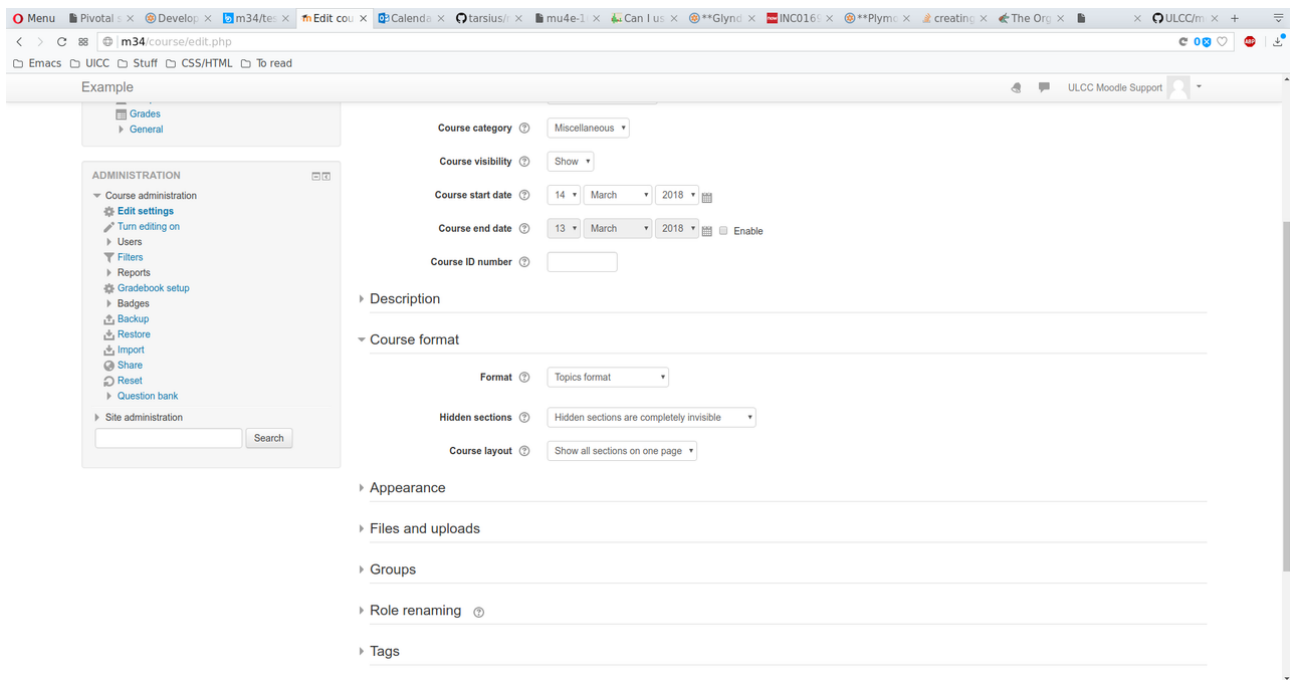 Menu Pivotal s Develop m34/tes Edit cou Calenda tarsius/ mu4e-1 Can I us **Glynd INC016 **Plymo creating The Org ULCC/m
m34/course/edit.php
Emacs UICC Stuff CSS/HTML To read
Example ULCC Moodle Support
Grades
General
ADMINISTRATION
Course administration
Edit settings
Turn editing on
Users
Filters
Reports
Gradebook setup
Badges
Backup
Restore
Import
Share
Reset
Question bank
Site administration
Search
Course category Miscellaneous
Course visibility Show
Course start date 14 March 2018
Course end date 13 March 2018 Enable
Course ID number
Description
Course format
Format Topics format
Hidden sections Hidden sections are completely invisible
Course layout Show all sections on one page
Appearance
Files and uploads
Groups
Role renaming
Tags